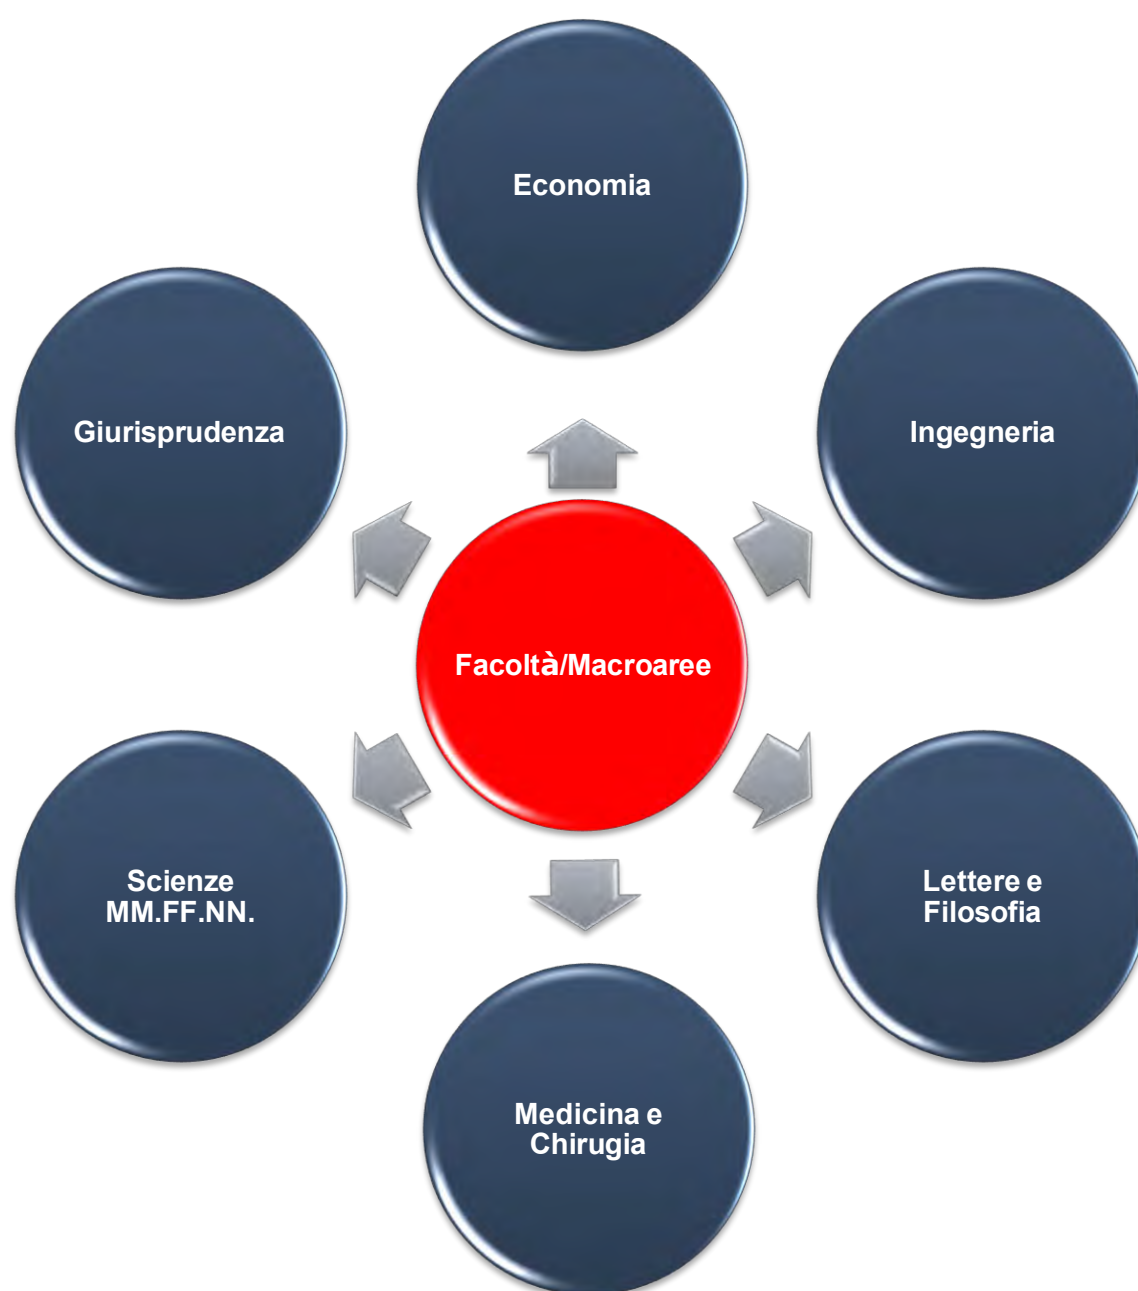 Economia
Giurisprudenza
Ingegneria
Facoltà/Macroaree
Scienze
MM.FF.NN.
Lettere e
Filosofia
Medicina e
Chirugia